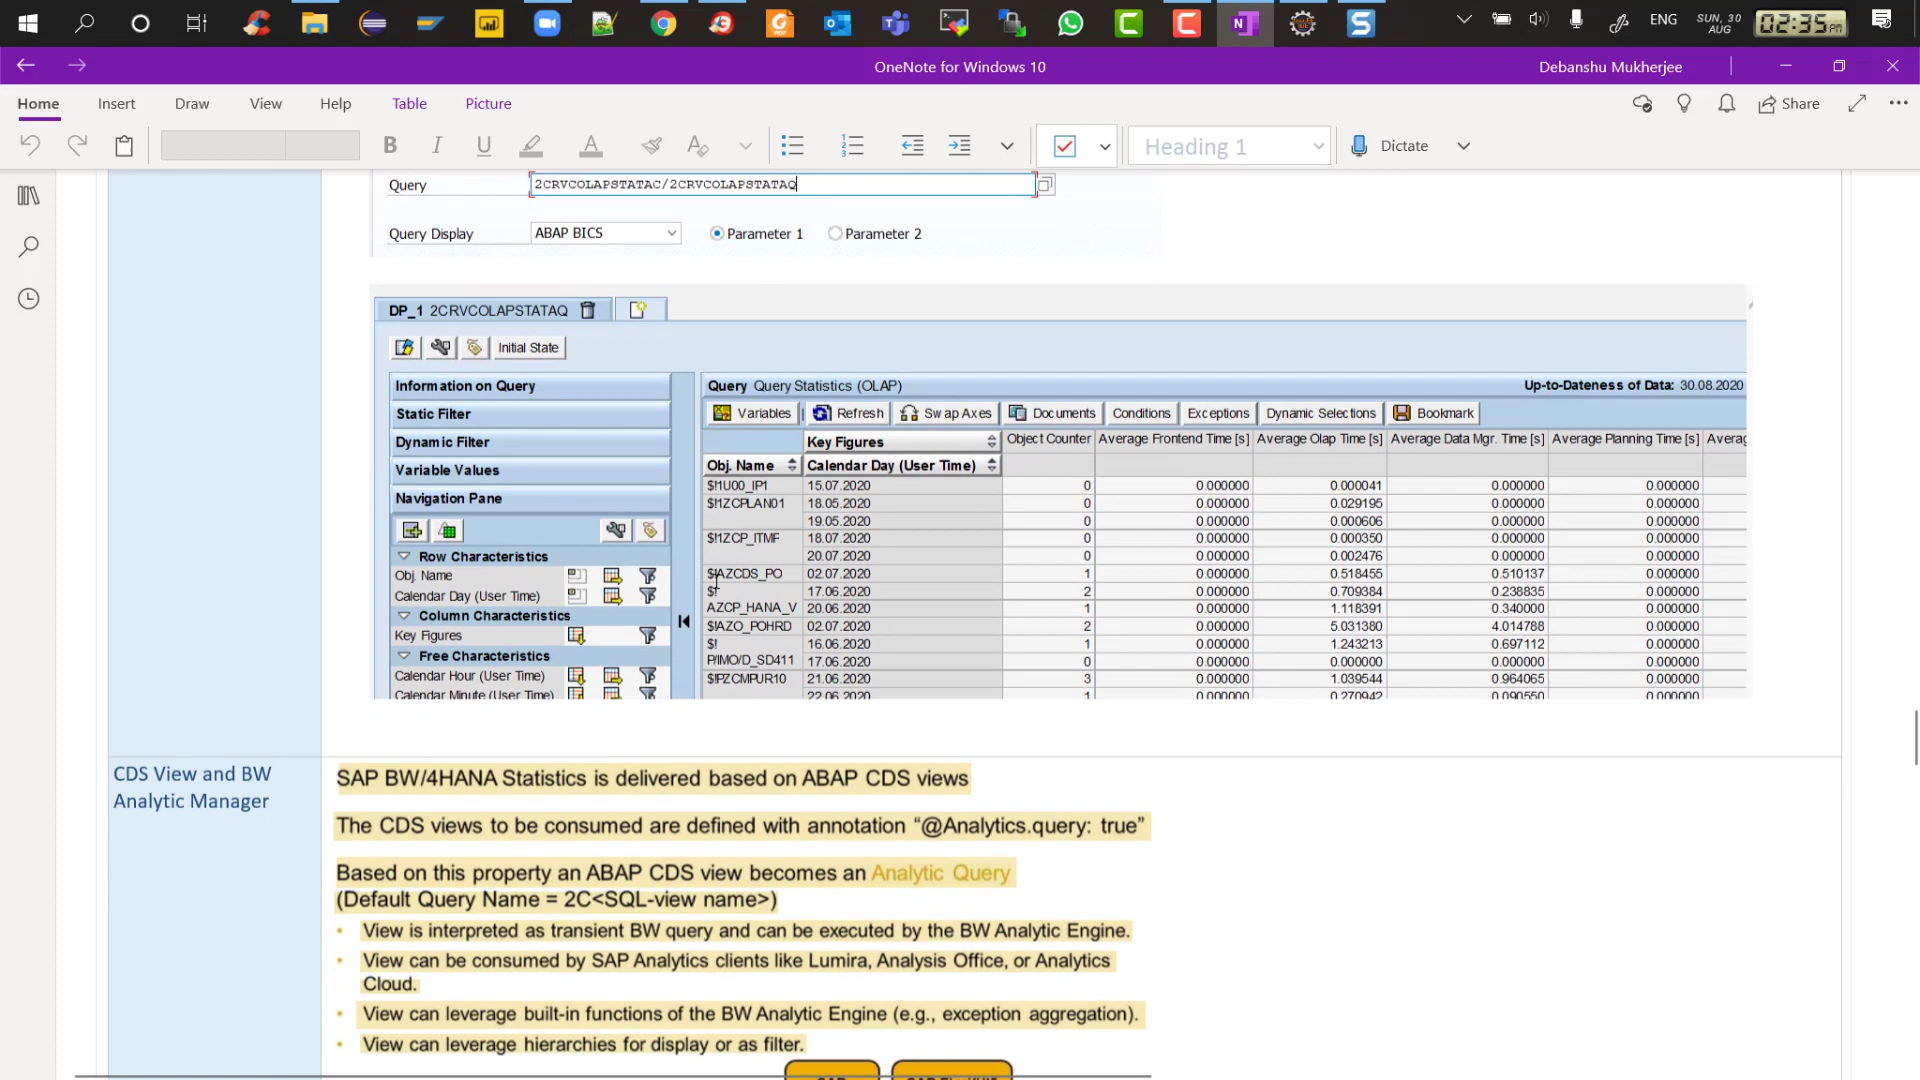 ENG
SUN, 30
AUG
02:35 PM
OneNote for Windows 10
Debanshu Mukherjee
Home Insert Draw View Help Table Picture
Share
B I U A
Heading 1
Dictate
Query 2CRVCOLAPSTATAC/2CRVCOLAPSTATAQ
Query Display ABAP BICS Parameter 1 Parameter 2
DP_1 2CRVCOLAPSTATAQ
Initial State
Information on Query
Static Filter
Dynamic Filter
Variable Values
Navigation Pane
Row Characteristics
Obj. Name
Calendar Day (User Time)
Column Characteristics
Key Figures
Free Characteristics
Calendar Hour (User Time)
Calendar Minute (User Time)
Query Query Statistics (OLAP) Up-to-Dateness of Data: 30.08.2020
Variables Refresh Swap Axes Documents Conditions Exceptions Dynamic Selections Bookmark
Key Figures Object Counter Average Frontend Time [s] Average Olap Time [s] Average Data Mgr. Time [s] Average Planning Time [s] Averag
Obj. Name Calendar Day (User Time)
$!1U00_IP1 15.07.2020 0 0.000000 0.000041 0.000000 0.000000
$!1ZCPLAN01 18.05.2020 0 0.000000 0.029195 0.000000 0.000000
19.05.2020 0 0.000000 0.000606 0.000000 0.000000
$!1ZCP_ITMF 18.07.2020 0 0.000000 0.000350 0.000000 0.000000
20.07.2020 0 0.000000 0.002476 0.000000 0.000000
$!AZCDS_PO 02.07.2020 1 0.000000 0.518455 0.510137 0.000000
$! 17.06.2020 2 0.000000 0.709384 0.238835 0.000000
AZCP_HANA_V 20.06.2020 1 0.000000 1.118391 0.340000 0.000000
$!AZO_POHRD 02.07.2020 2 0.000000 5.031380 4.014788 0.000000
$! 16.06.2020 1 0.000000 1.243213 0.697112 0.000000
P/IMO/D_SD411 17.06.2020 0 0.000000 0.000000 0.000000 0.000000
$!PZCMPUR10 21.06.2020 3 0.000000 1.039544 0.964065 0.000000
22.06.2020 1 0.000000 0.270942 0.090550 0.000000
CDS View and BW
Analytic Manager
SAP BW/4HANA Statistics is delivered based on ABAP CDS views
The CDS views to be consumed are defined with annotation “@Analytics.query: true”
Based on this property an ABAP CDS view becomes an Analytic Query
(Default Query Name = 2C<SQL-view name>)
• View is interpreted as transient BW query and can be executed by the BW Analytic Engine.
• View can be consumed by SAP Analytics clients like Lumira, Analysis Office, or Analytics
Cloud.
• View can leverage built-in functions of the BW Analytic Engine (e.g., exception aggregation).
• View can leverage hierarchies for display or as filter.